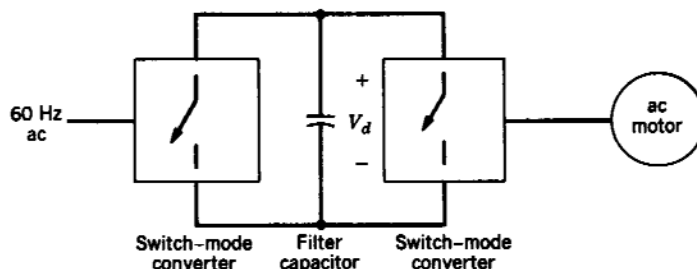 60 Hz
ac
+
V_d
−
ac
motor
Switch-mode
converter
Filter
capacitor
Switch-mode
converter